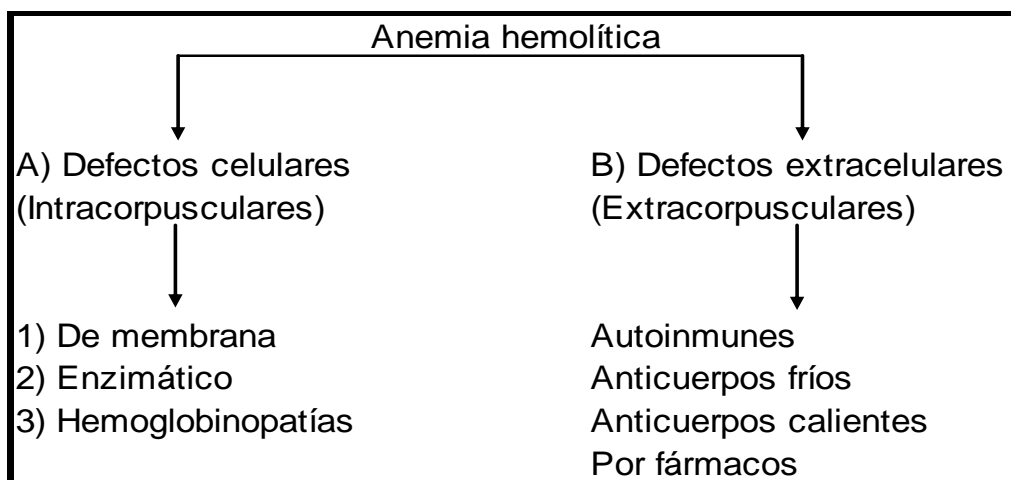 Anemia hemolítica
A) Defectos celulares
(Intracorpusculares)
B) Defectos extracelulares
(Extracorpusculares)
1) De membrana
2) Enzimático
3) Hemoglobinopatías
Autoinmunes
Anticuerpos fríos
Anticuerpos calientes
Por fármacos